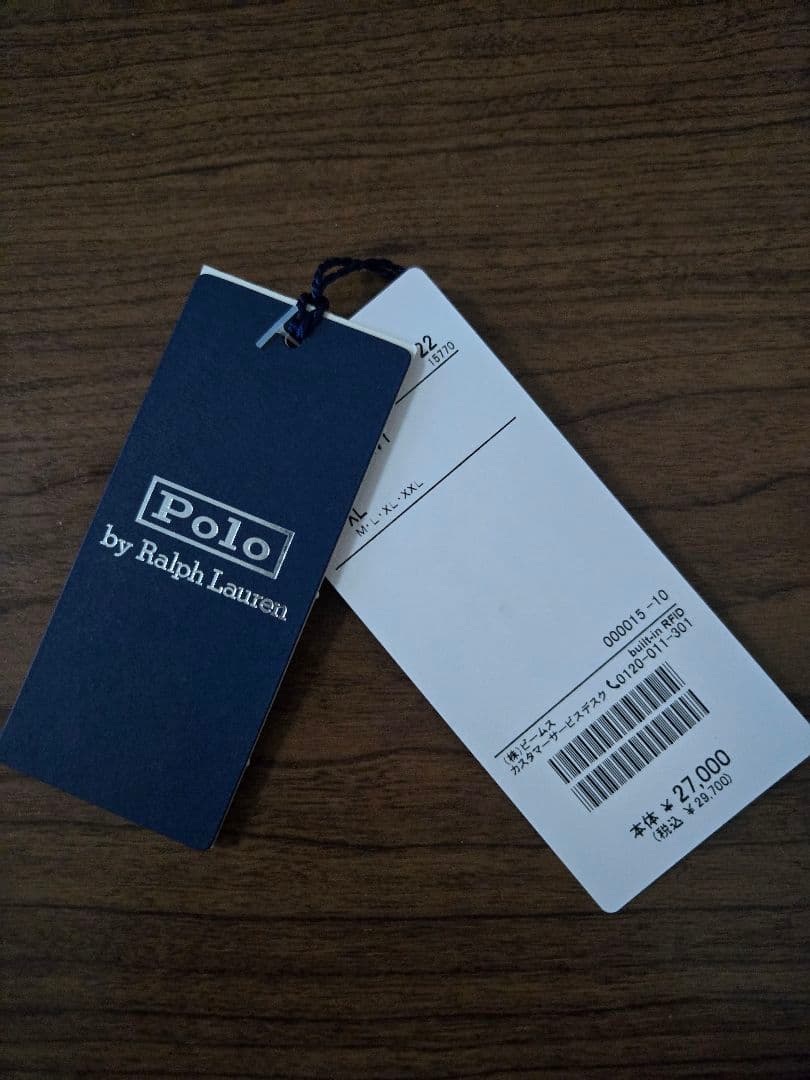 Polo
by Ralph Lauren
22
15770
XL
M・L・XL・XXL
000015 -10
built-in RFID
(株)ビームス
カスタマーサービスデスク 0120-011-301
本体 ¥ 27,000
(税込 ¥ 29,700)